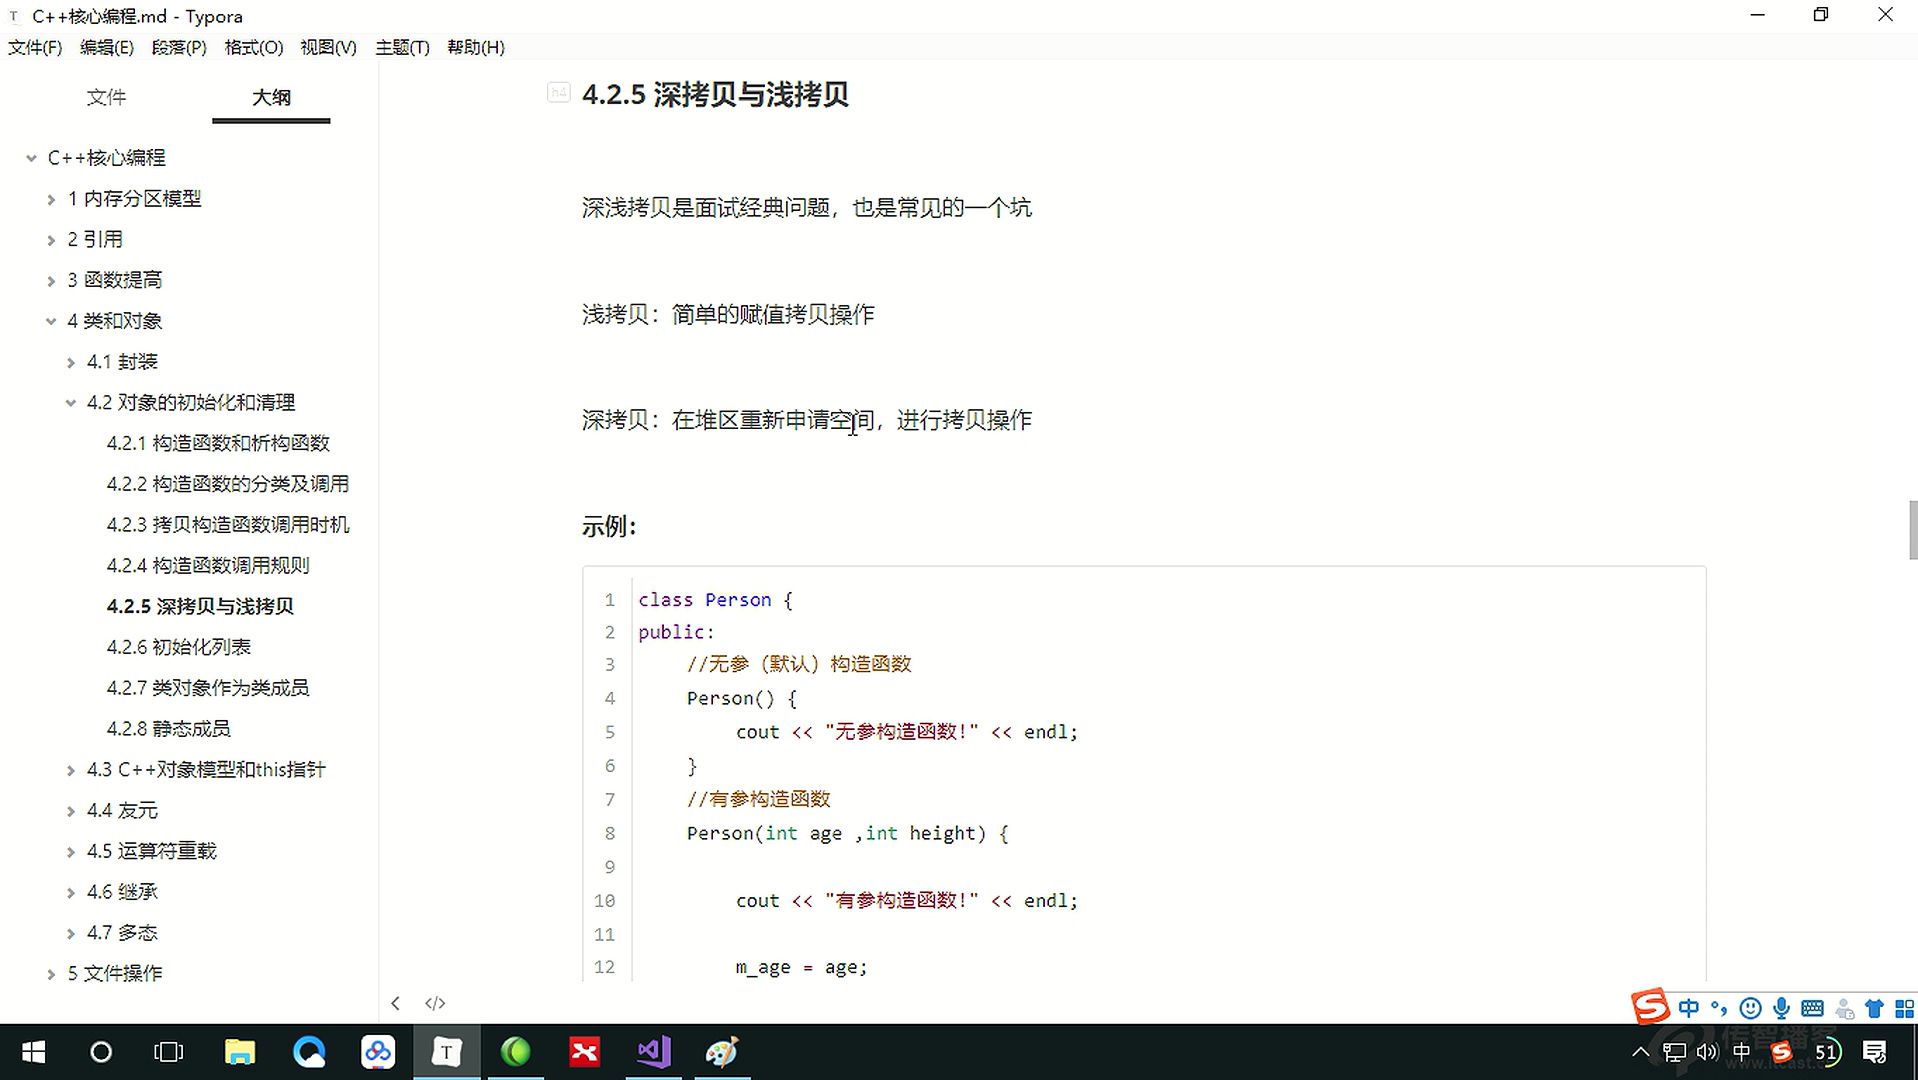 C++核心编程.md - Typora
文件(F) 编辑(E) 段落(P) 格式(O) 视图(V) 主题(T) 帮助(H)
文件 大纲
C++核心编程
1 内存分区模型
2 引用
3 函数提高
4 类和对象
4.1 封装
4.2 对象的初始化和清理
4.2.1 构造函数和析构函数
4.2.2 构造函数的分类及调用
4.2.3 拷贝构造函数调用时机
4.2.4 构造函数调用规则
4.2.5 深拷贝与浅拷贝
4.2.6 初始化列表
4.2.7 类对象作为类成员
4.2.8 静态成员
4.3 C++对象模型和this指针
4.4 友元
4.5 运算符重载
4.6 继承
4.7 多态
5 文件操作
h4 4.2.5 深拷贝与浅拷贝
深浅拷贝是面试经典问题，也是常见的一个坑
浅拷贝：简单的赋值拷贝操作
深拷贝：在堆区重新申请空间，进行拷贝操作
示例：
1 class Person {
2 public:
3 //无参（默认）构造函数
4 Person() {
5 cout << "无参构造函数!" << endl;
6 }
7 //有参构造函数
8 Person(int age ,int height) {
9
10 cout << "有参构造函数!" << endl;
11
12 m_age = age;
中
传智播客
中 51
www.itcast.c